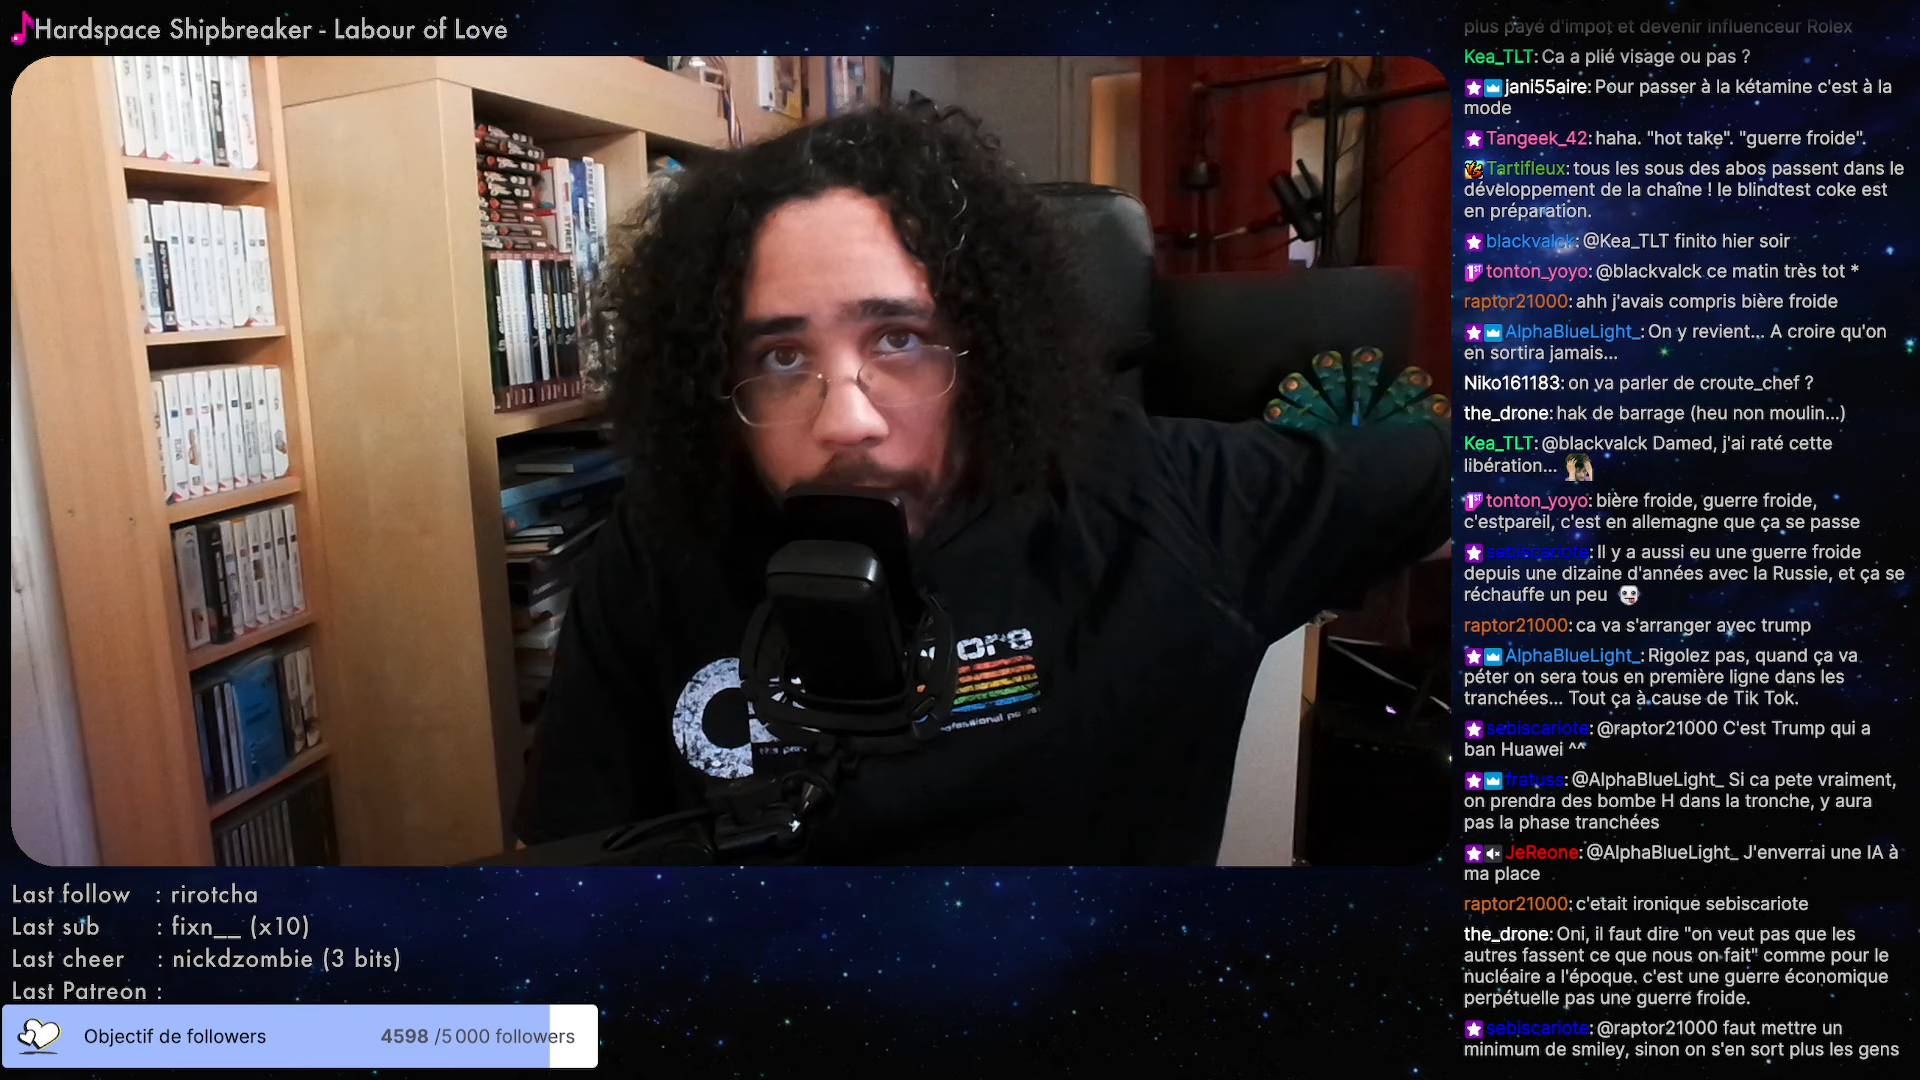 Hardspace Shipbreaker - Labour of Love
plus payé d'impot et devenir influenceur Rolex
Kea_TLT: Ca a plié visage ou pas ?
jani55aire: Pour passer à la kétamine c'est à la
mode
Tangeek_42: haha. "hot take". "guerre froide".
Tartifleux: tous les sous des abos passent dans le
développement de la chaîne ! le blindtest coke est
en préparation.
blackvalck: @Kea_TLT finito hier soir
tonton_yoyo: @blackvalck ce matin très tot *
raptor21000: ahh j'avais compris bière froide
AlphaBlueLight_: On y revient... A croire qu'on
en sortira jamais...
Niko161183: on va parler de croute_chef ?
the_drone: hak de barrage (heu non moulin...)
Kea_TLT: @blackvalck Damed, j'ai raté cette
libération...
tonton_yoyo: bière froide, guerre froide,
c'estpareil, c'est en allemagne que ça se passe
sebiscariote: Il y a aussi eu une guerre froide
depuis une dizaine d'années avec la Russie, et ça se
réchauffe un peu
raptor21000: ca va s'arranger avec trump
AlphaBlueLight_: Rigolez pas, quand ça va
péter on sera tous en première ligne dans les
tranchées... Tout ça à cause de Tik Tok.
sebiscariote: @raptor21000 C'est Trump qui a
ban Huawei ^^
fratuss: @AlphaBlueLight_ Si ca pete vraiment,
on prendra des bombe H dans la tronche, y aura
pas la phase tranchées
JeReone: @AlphaBlueLight_ J'enverrai une IA à
ma place
raptor21000: c'etait ironique sebiscariote
the_drone: Oni, il faut dire "on veut pas que les
autres fassent ce que nous on fait" comme pour le
nucléaire a l'époque. c'est une guerre économique
perpétuelle pas une guerre froide.
sebiscariote: @raptor21000 faut mettre un
minimum de smiley, sinon on s'en sort plus les gens
Last follow : rirotcha
Last sub : fixn__ (x10)
Last cheer : nickdzombie (3 bits)
Last Patreon :
Objectif de followers 4598 /5 000 followers